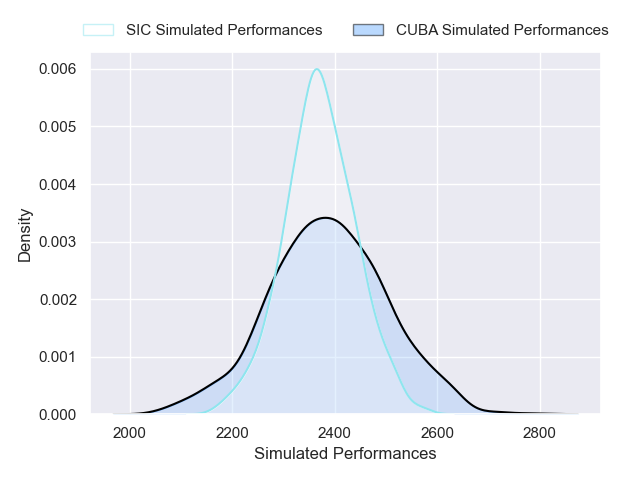 SIC Simulated Performances CUBA Simulated Performances
0.006
0.005
0.004
0.003
0.002
0.001
0.000
Density
2000 2200 2400 2600 2800
Simulated Performances